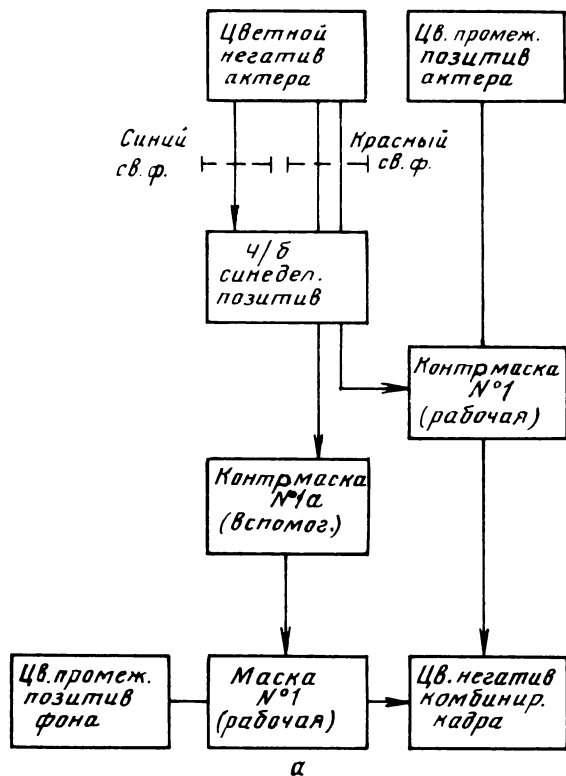 Цветной
негатив
актера
Цв. промеж.
позитив
актера
Синий
св. ф.
Красный
св. ф.
ч/б
синедел.
позитив
Контрмаска
№1
(рабочая)
Контрмаска
№1а
(вспомог.)
Цв. промеж.
позитив
фона
Маска
№1
(рабочая)
Цв. негатив
комбинир.
кадра
а